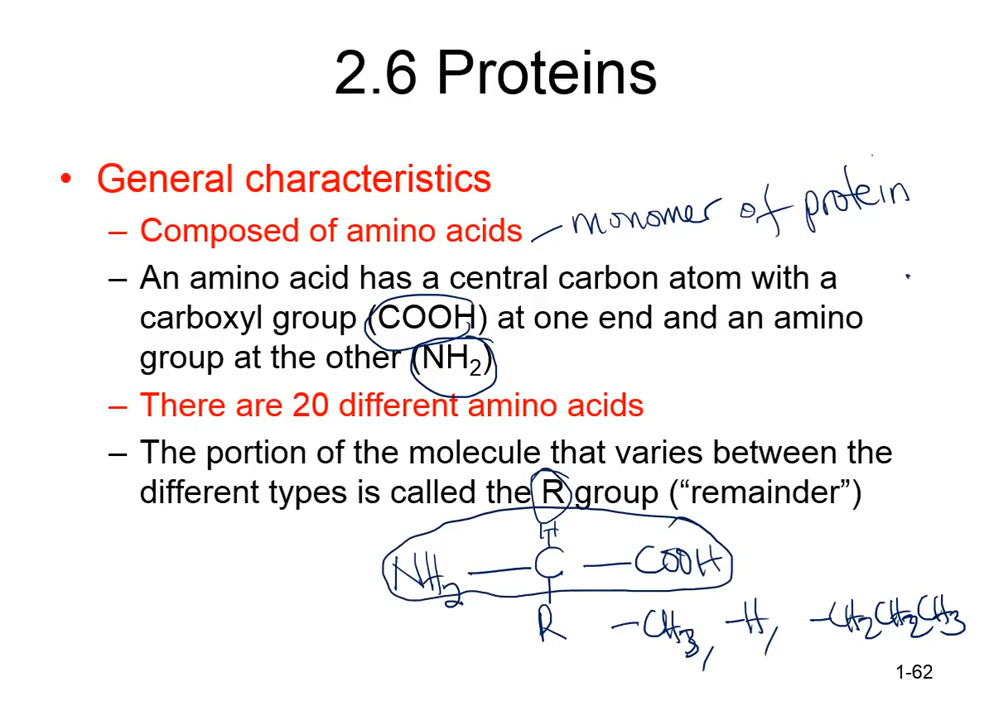 2.6 Proteins
• General characteristics
– Composed of amino acids – monomer of protein
– An amino acid has a central carbon atom with a
carboxyl group (COOH) at one end and an amino
group at the other (NH₂)
– There are 20 different amino acids
– The portion of the molecule that varies between the
different types is called the R group (“remainder”)
H
NH₂ — C — COOH
R –CH₃, –H, –CH₂CH₂CH₃
1-62